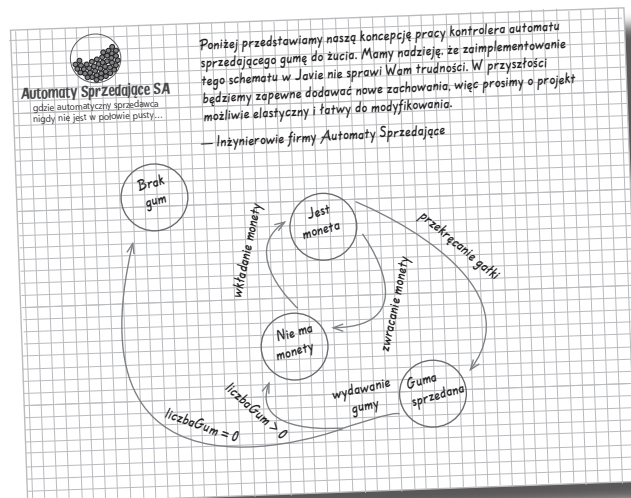 Automaty Sprzedające SA
gdzie automatyczny sprzedawca
nigdy nie jest w połowie pusty...
Poniżej przedstawiamy naszą koncepcję pracy kontrolera automatu
sprzedającego gumę do żucia. Mamy nadzieję, że zaimplementowanie
tego schematu w Javie nie sprawi Wam trudności. W przyszłości
będziemy zapewne dodawać nowe zachowania, więc prosimy o projekt
możliwie elastyczny i łatwy do modyfikowania.
— Inżynierowie firmy Automaty Sprzedające
Brak
gum
Jest
moneta
wkładanie monety
przekręcanie gałki
zwracanie monety
Nie ma
monety
Guma
sprzedana
wydawanie
gumy
liczbaGum > 0
liczbaGum = 0